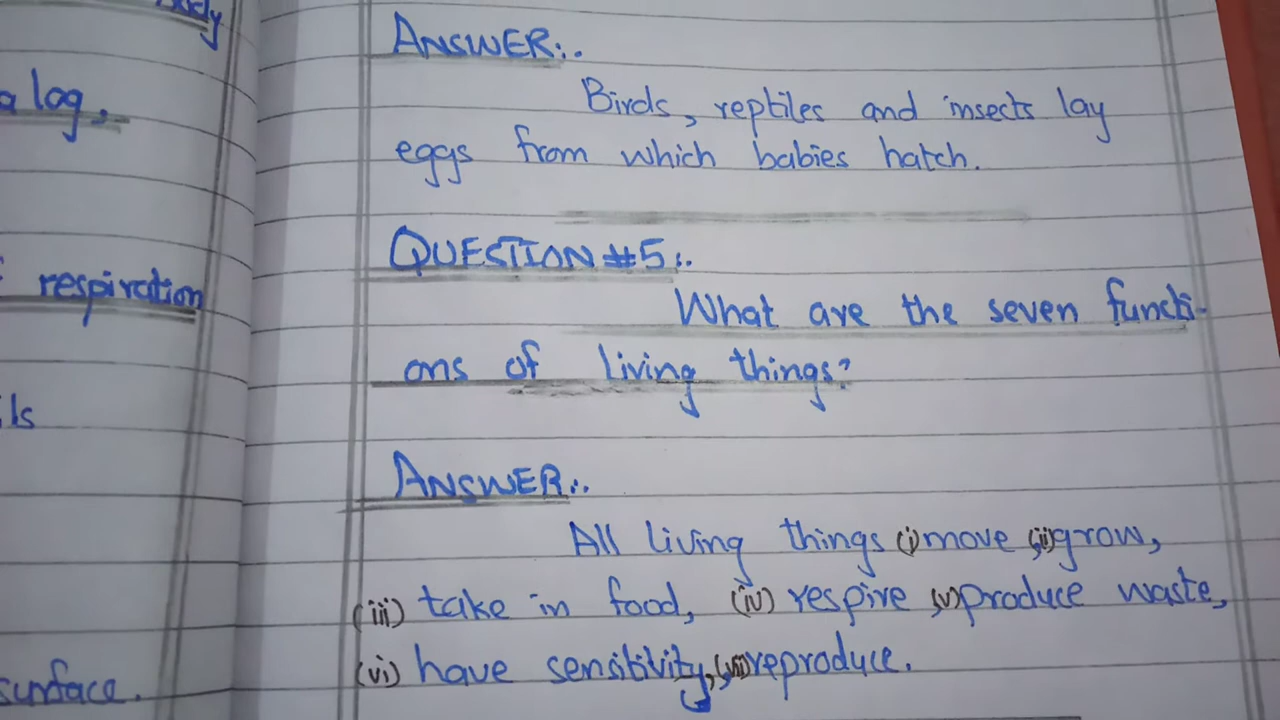 a log,
respiration
surface.
ANSWER:.
Birds, reptiles and insects lay
eggs from which babies hatch.
QUESTION #5:.
What are the seven functi-
ons of living things?
ANSWER:.
All living things (i) move, (ii) grow,
(iii) take in food, (iv) respire, (v) produce waste,
(vi) have sensitivity, (vii) reproduce.